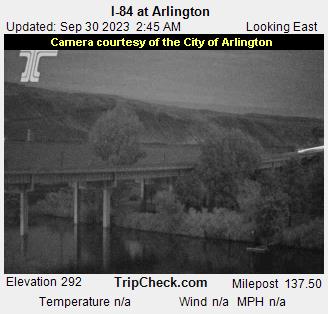 I-84 at Arlington
Updated: Sep 30 2023 2:45 AM Looking East
Camera courtesy of the City of Arlington
Elevation 292 TripCheck.com Milepost 137.50
Temperature n/a Wind n/a MPH n/a